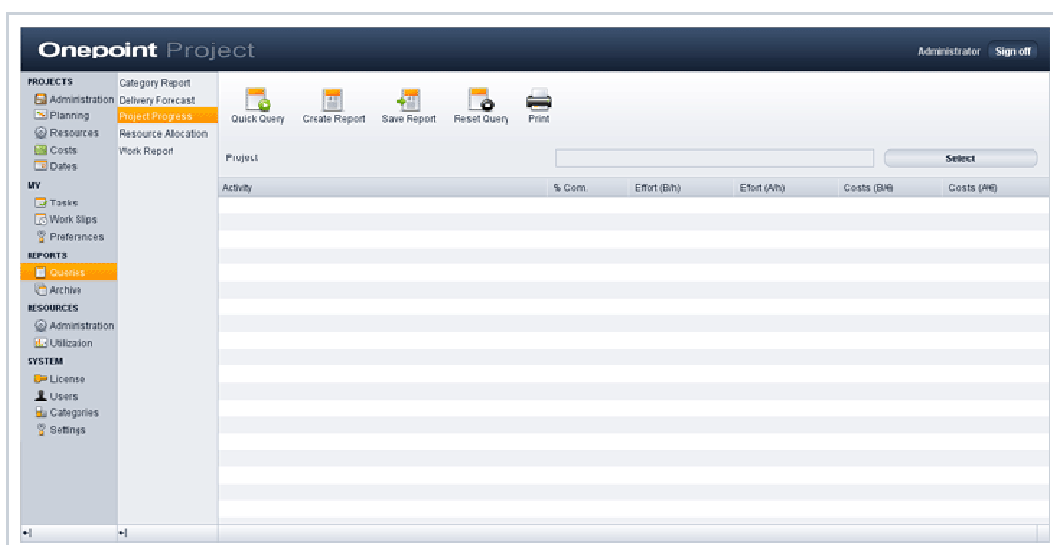 Onepoint Project
Administrator Sign off
PROJECTS
Administration
Planning
Resources
Costs
Dates
MY
Tasks
Work Slips
Preferences
REPORTS
Queries
Archive
RESOURCES
Administration
Utilization
SYSTEM
License
Users
Categories
Settings
Category Report
Delivery Forecast
Project Progress
Resource Allocation
Work Report
Quick Query Create Report Save Report Reset Query Print
Project Select
Activity % Com. Effort (B/h) Effort (A/h) Costs (B/€) Costs (A/€)